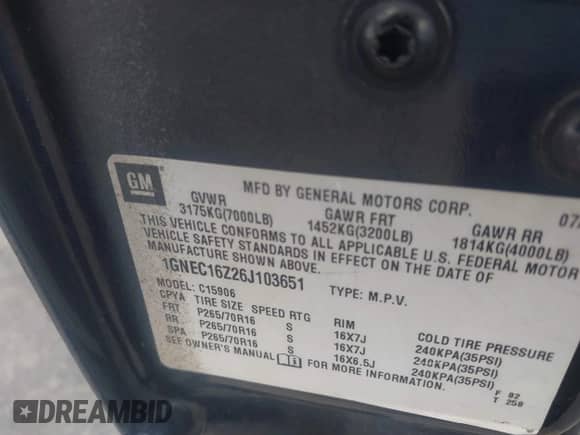 GM
MFD BY GENERAL MOTORS CORP. 07/
GVWR GAWR FRT GAWR RR
3175KG(7000LB) 1452KG(3200LB) 1814KG(4000LB)
THIS VEHICLE CONFORMS TO ALL APPLICABLE U.S. FEDERAL MOTOR
VEHICLE SAFETY STANDARDS IN EFFECT ON THE DATE OF
MANUFACTURE SHOWN ABOVE.
1GNEC16Z26J103651 TYPE: M.P.V.
MODEL: C15906
CPYA TIRE SIZE SPEED RTG RIM COLD TIRE PRESSURE
FRT P265/70R16 S 16X7J 240KPA(35PSI)
RR P265/70R16 S 16X7J 240KPA(35PSI)
SPA P265/70R16 S 16X6.5J 240KPA(35PSI)
SEE OWNER'S MANUAL FOR MORE INFORMATION. F 02
T 258
DREAMBID